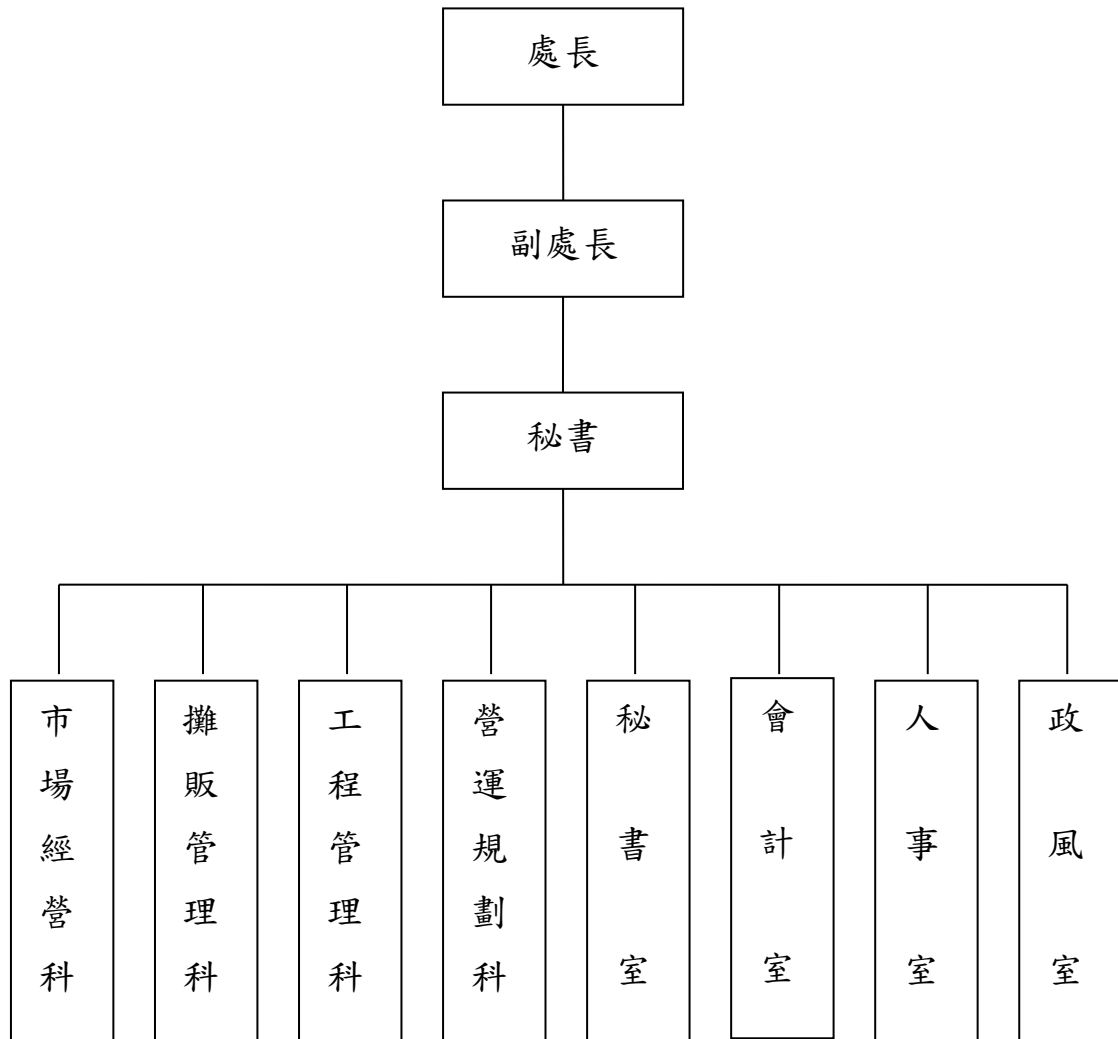 處長
副處長
秘書
市場經營科
攤販管理科
工程管理科
營運規劃科
秘書室
會計室
人事室
政風室